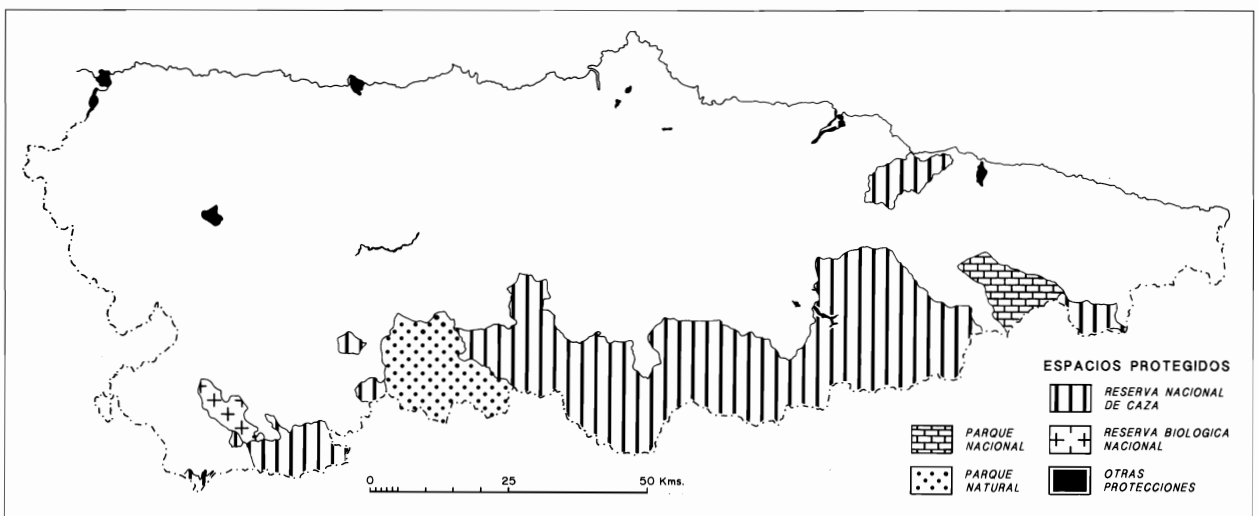 ESPACIOS PROTEGIDOS
RESERVA NACIONAL
DE CAZA
PARQUE
NACIONAL
RESERVA BIOLOGICA
NACIONAL
PARQUE
NATURAL
OTRAS
PROTECCIONES
0 25 50 Kms.